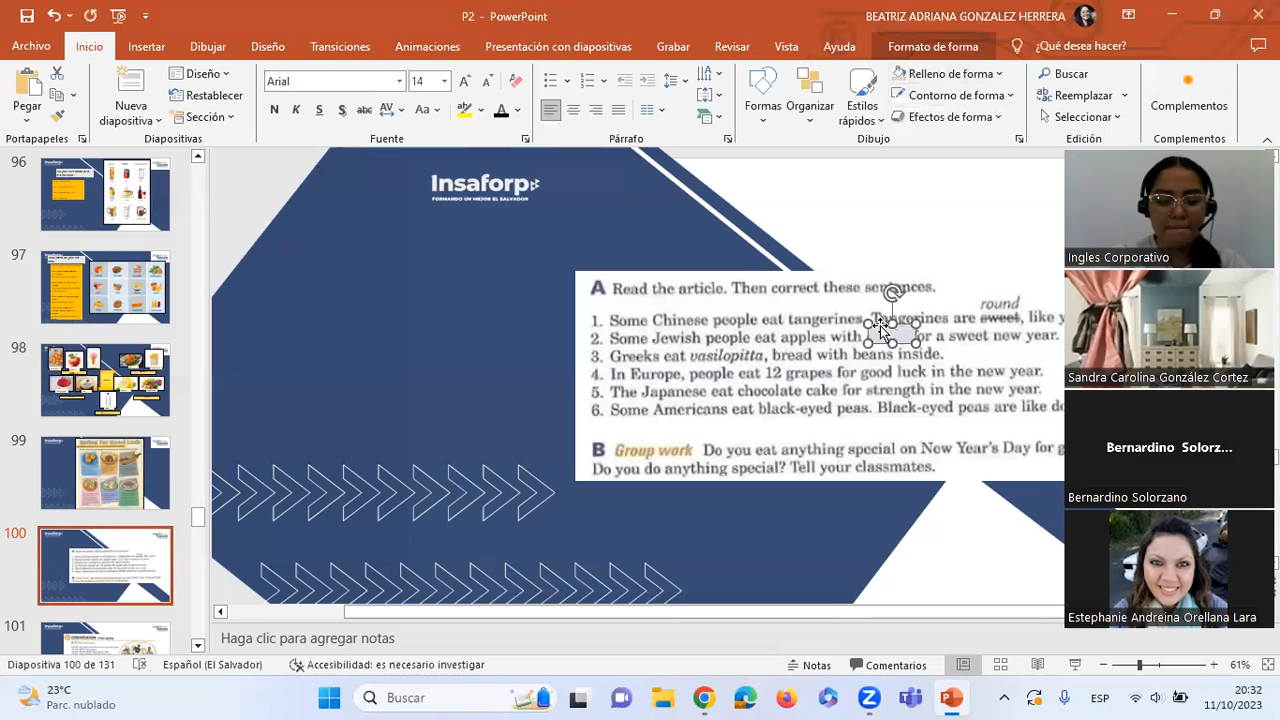 P2 - PowerPoint
BEATRIZ ADRIANA GONZALEZ HERRERA
Archivo Inicio Insertar Dibujar Diseño Transiciones Animaciones Presentación con diapositivas Grabar Revisar Vista Ayuda Formato de forma ¿Qué desea hacer?
Pegar
Portapapeles
Nueva diapositiva
Diseño
Restablecer
Sección
Diapositivas
Arial 14
N K S S abc AV Aa A
Fuente
Párrafo
Formas
Organizar
Estilos rápidos
Relleno de forma
Contorno de forma
Efectos de forma
Dibujo
Buscar
Reemplazar
Seleccionar
Edición
Complementos
Complementos
96
97
98
99
100
101
Insaforp
FORMANDO UN MEJOR EL SALVADOR
A Read the article. Then correct these sentences.
round
1. Some Chinese people eat tangerines. Tangerines are sweet, like y
2. Some Jewish people eat apples with for a sweet new year.
3. Greeks eat vasilopitta, bread with beans inside.
4. In Europe, people eat 12 grapes for good luck in the new year.
5. The Japanese eat chocolate cake for strength in the new year.
6. Some Americans eat black-eyed peas. Black-eyed peas are like do
B Group work Do you eat anything special on New Year's Day for g
Do you do anything special? Tell your classmates.
Ingles Corporativo
Sandra Carolina González Cortez
Bernardino Solorz...
Bernardino Solorzano
Estephanie Andreina Orellana Lara
Haga clic para agregar notas
Diapositiva 100 de 131 Español (El Salvador) Accesibilidad: es necesario investigar Notas Comentarios 61%
23°C
Parc. nublado
Buscar
ESP
20:32
11/10/2023